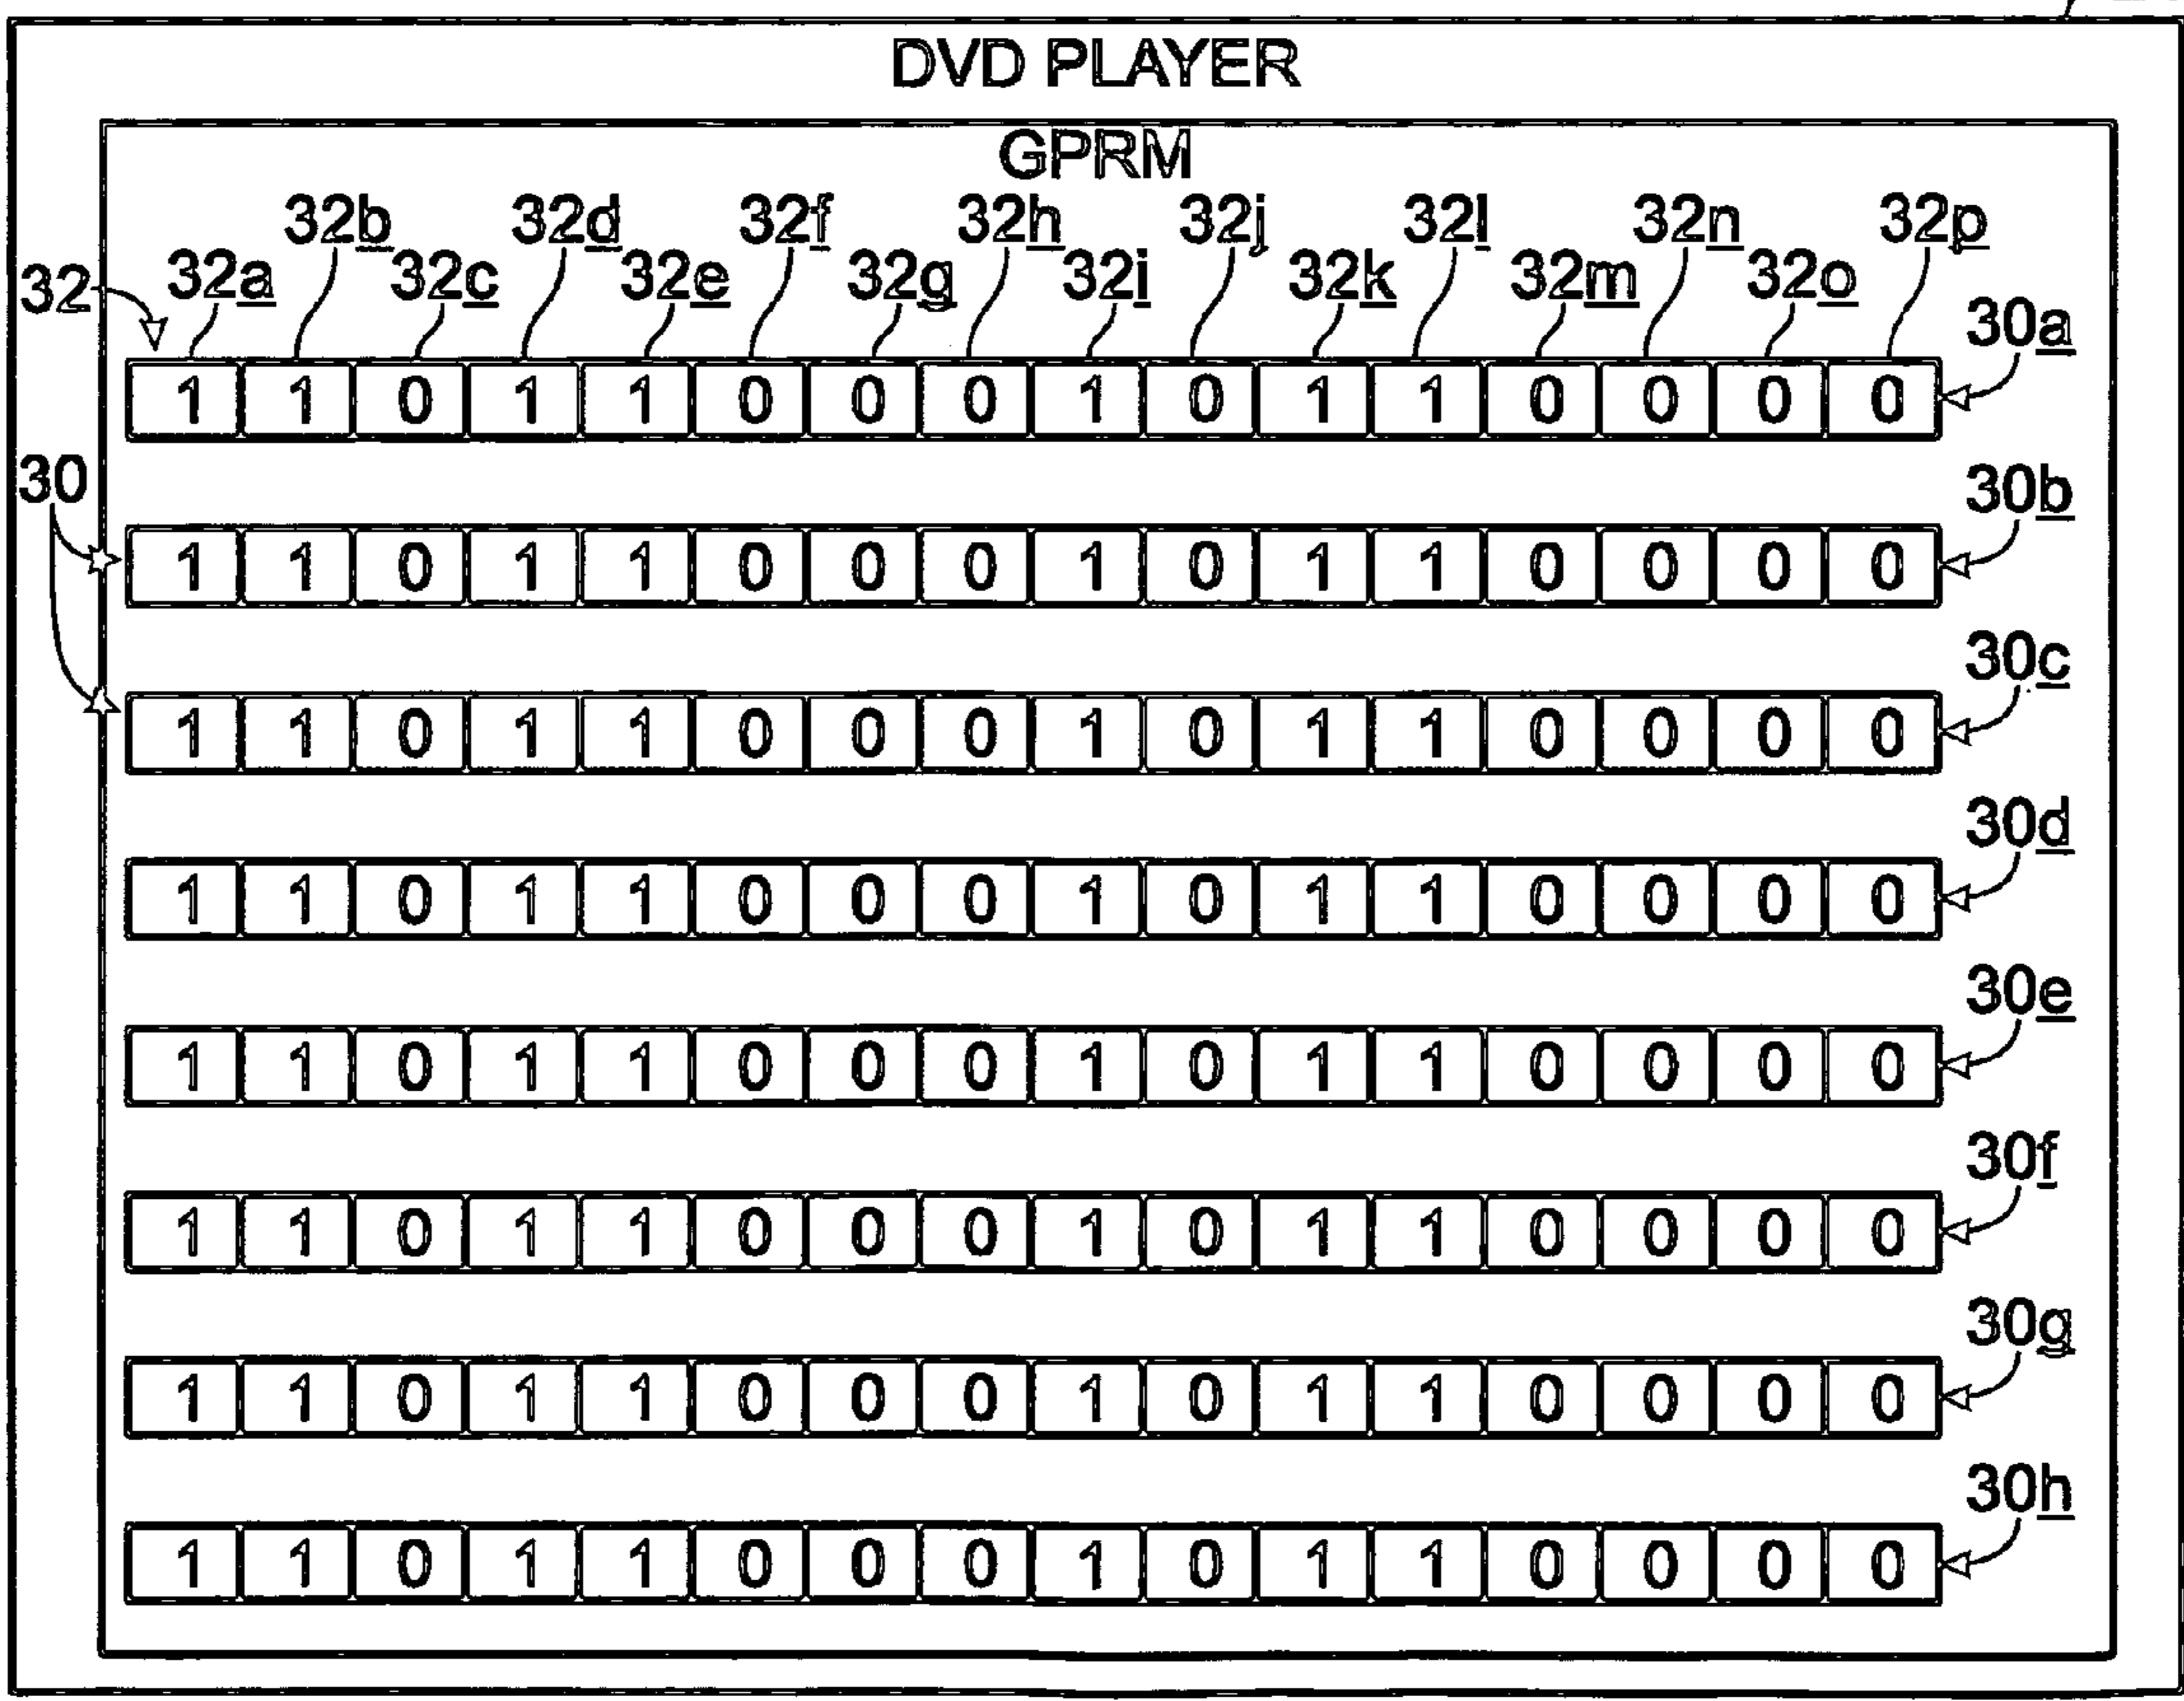 DVD PLAYER
GPRM
32b 32d 32f 32h 32j 32l 32n 32p
32 32a 32c 32e 32g 32i 32k 32m 32o
30a
1 1 0 1 1 0 0 0 1 0 1 1 0 0 0 0
30
30b
1 1 0 1 1 0 0 0 1 0 1 1 0 0 0 0
30c
1 1 0 1 1 0 0 0 1 0 1 1 0 0 0 0
30d
1 1 0 1 1 0 0 0 1 0 1 1 0 0 0 0
30e
1 1 0 1 1 0 0 0 1 0 1 1 0 0 0 0
30f
1 1 0 1 1 0 0 0 1 0 1 1 0 0 0 0
30g
1 1 0 1 1 0 0 0 1 0 1 1 0 0 0 0
30h
1 1 0 1 1 0 0 0 1 0 1 1 0 0 0 0